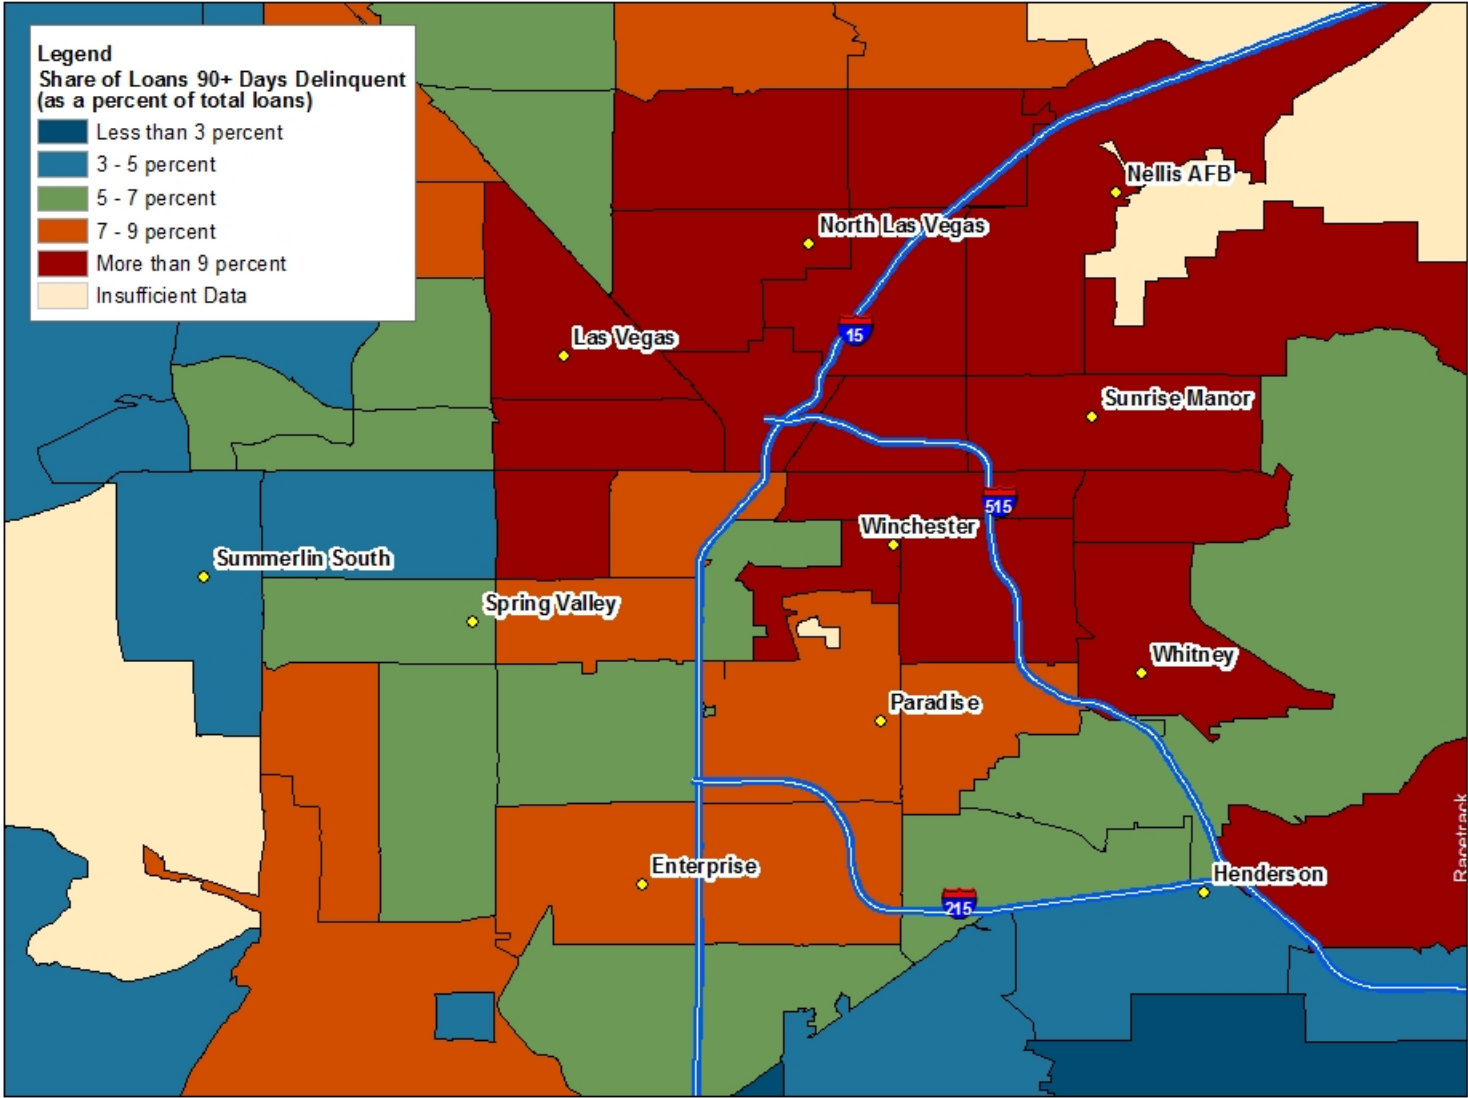 Legend
Share of Loans 90+ Days Delinquent
(as a percent of total loans)
Less than 3 percent
3 - 5 percent
5 - 7 percent
7 - 9 percent
More than 9 percent
Insufficient Data
Nellis AFB
North Las Vegas
15
Las Vegas
Sunrise Manor
515
Winchester
Summerlin South
Spring Valley
Whitney
Paradise
Racetrack
Enterprise
Henderson
215